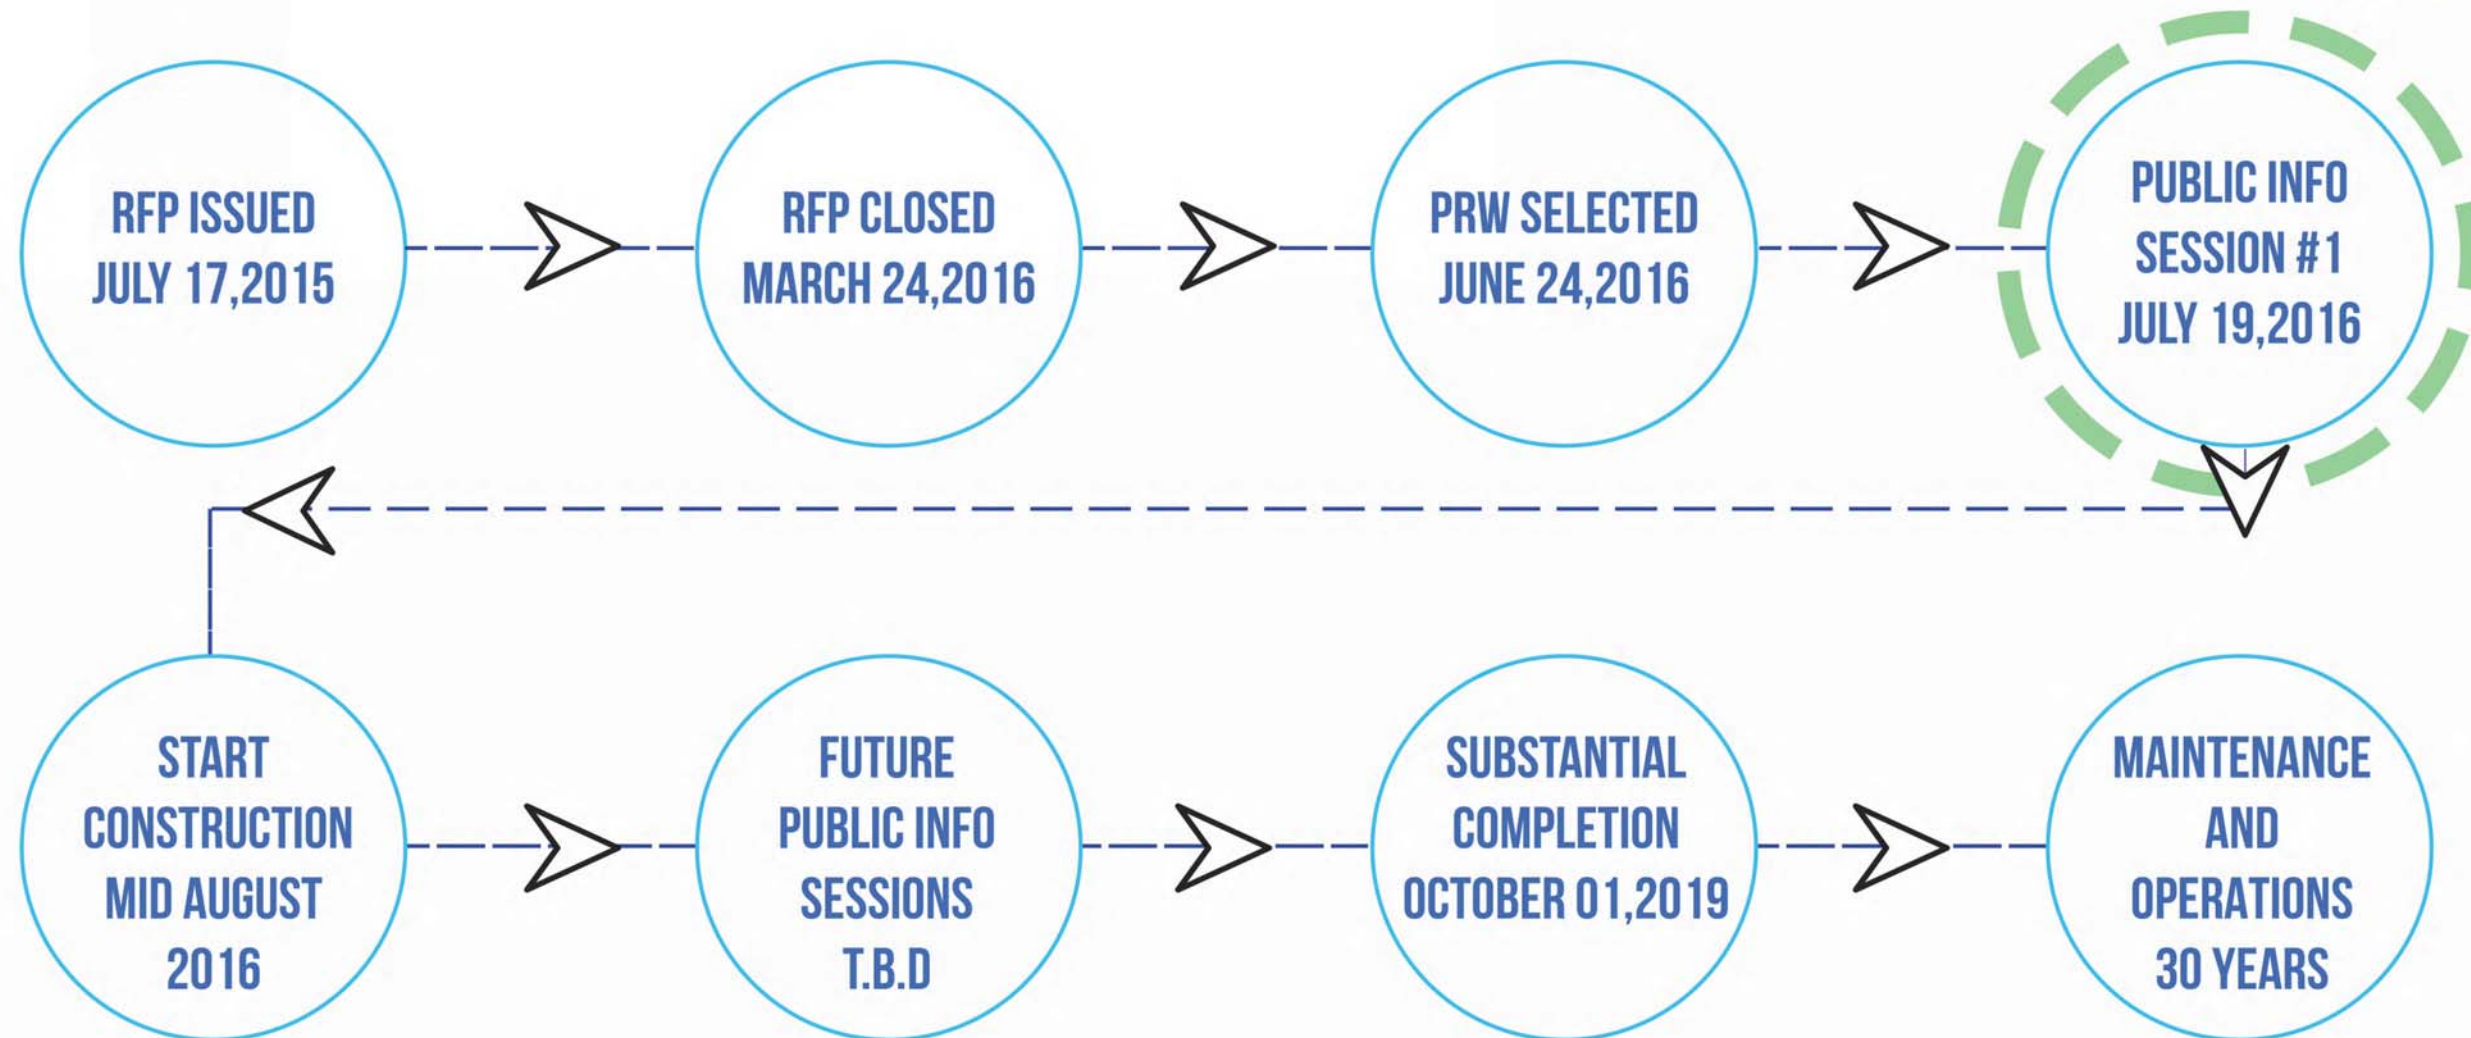 RFP ISSUED
JULY 17,2015
RFP CLOSED
MARCH 24,2016
PRW SELECTED
JUNE 24,2016
PUBLIC INFO
SESSION #1
JULY 19,2016
START
CONSTRUCTION
MID AUGUST
2016
FUTURE
PUBLIC INFO
SESSIONS
T.B.D
SUBSTANTIAL
COMPLETION
OCTOBER 01,2019
MAINTENANCE
AND
OPERATIONS
30 YEARS